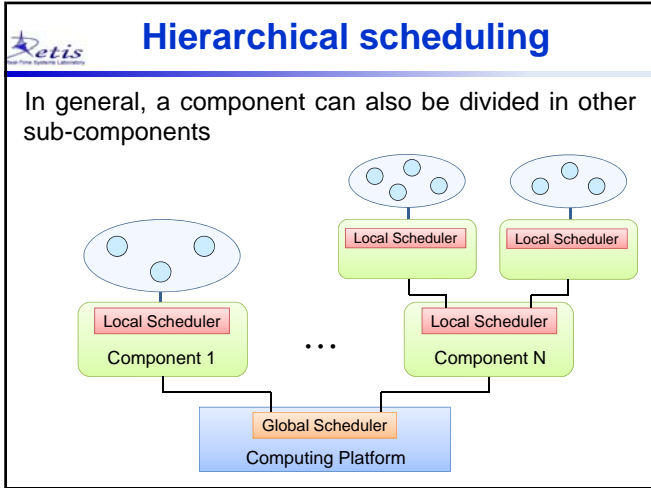 Retis
Real-Time Systems Laboratory
Hierarchical scheduling
In general, a component can also be divided in other
sub-components
Local Scheduler
Local Scheduler
Local Scheduler
Component 1
...
Local Scheduler
Component N
Global Scheduler
Computing Platform